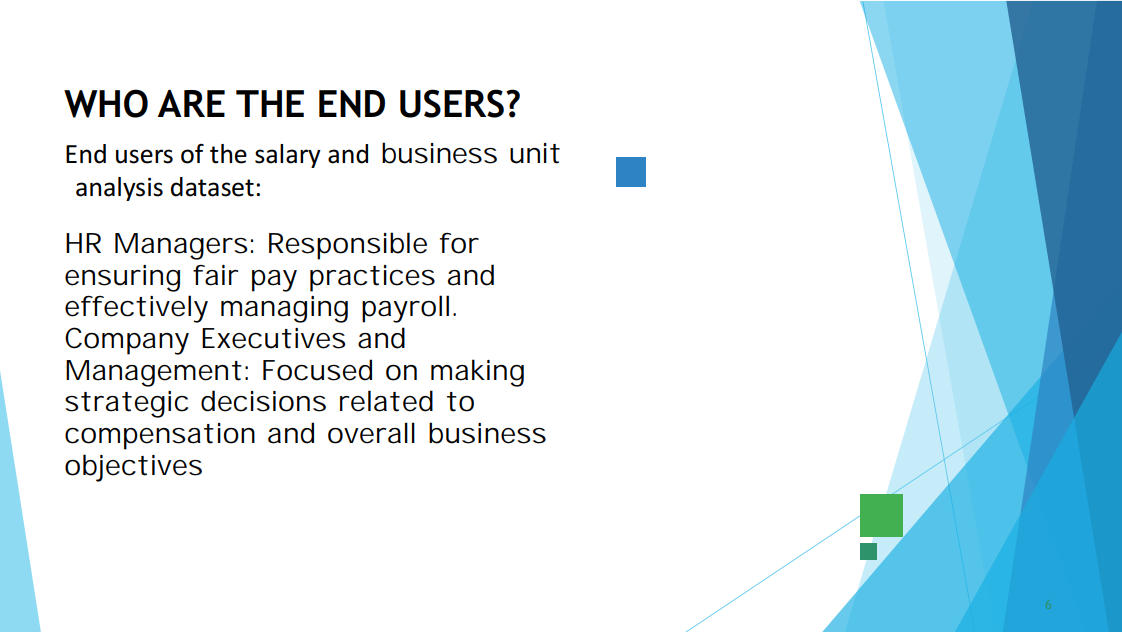 WHO ARE THE END USERS?
End users of the salary and business unit
analysis dataset:
HR Managers: Responsible for
ensuring fair pay practices and
effectively managing payroll.
Company Executives and
Management: Focused on making
strategic decisions related to
compensation and overall business
objectives
6